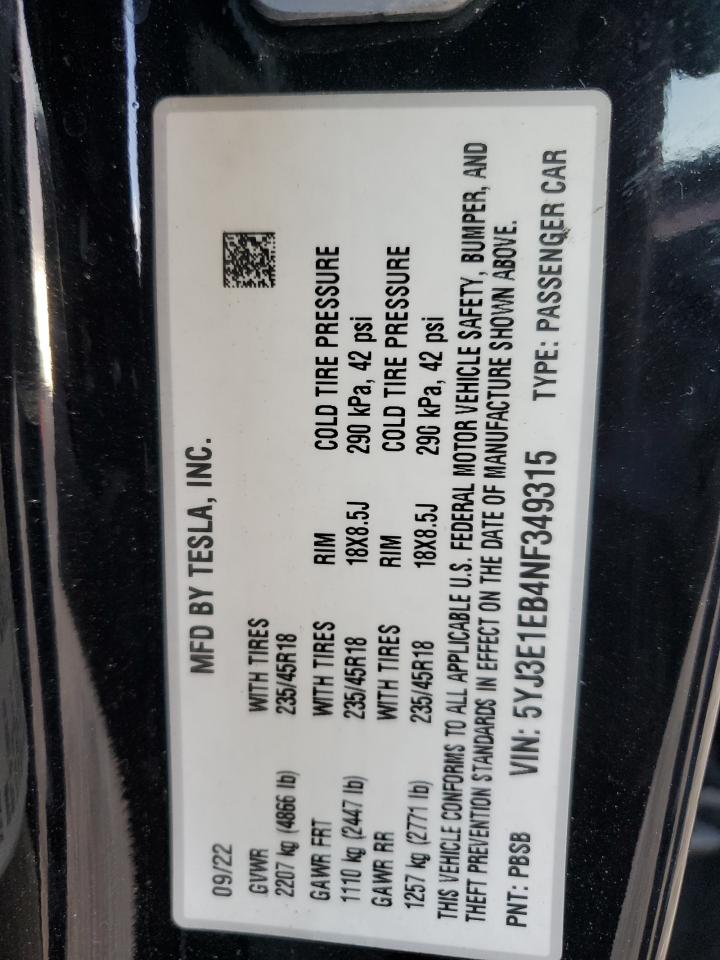 MFD BY TESLA, INC.
09/22
GVWR WITH TIRES
2207 kg (4866 lb) 235/45R18
GAWR FRT WITH TIRES RIM COLD TIRE PRESSURE
1110 kg (2447 lb) 235/45R18 18X8.5J 290 kPa, 42 psi
GAWR RR WITH TIRES RIM COLD TIRE PRESSURE
1257 kg (2771 lb) 235/45R18 18X8.5J 290 kPa, 42 psi
THIS VEHICLE CONFORMS TO ALL APPLICABLE U.S. FEDERAL MOTOR VEHICLE SAFETY, BUMPER, AND
THEFT PREVENTION STANDARDS IN EFFECT ON THE DATE OF MANUFACTURE SHOWN ABOVE.
PNT: PBSB VIN: 5YJ3E1EB4NF349315 TYPE: PASSENGER CAR